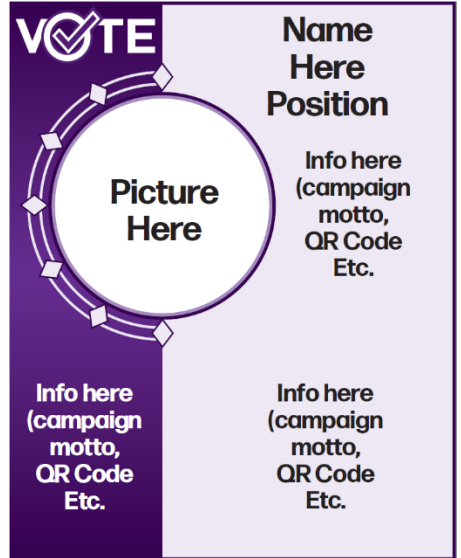 VOTE
Name
Here
Position
Info here
(campaign
motto,
QR Code
Etc.
Picture
Here
Info here
(campaign
motto,
QR Code
Etc.
Info here
(campaign
motto,
QR Code
Etc.